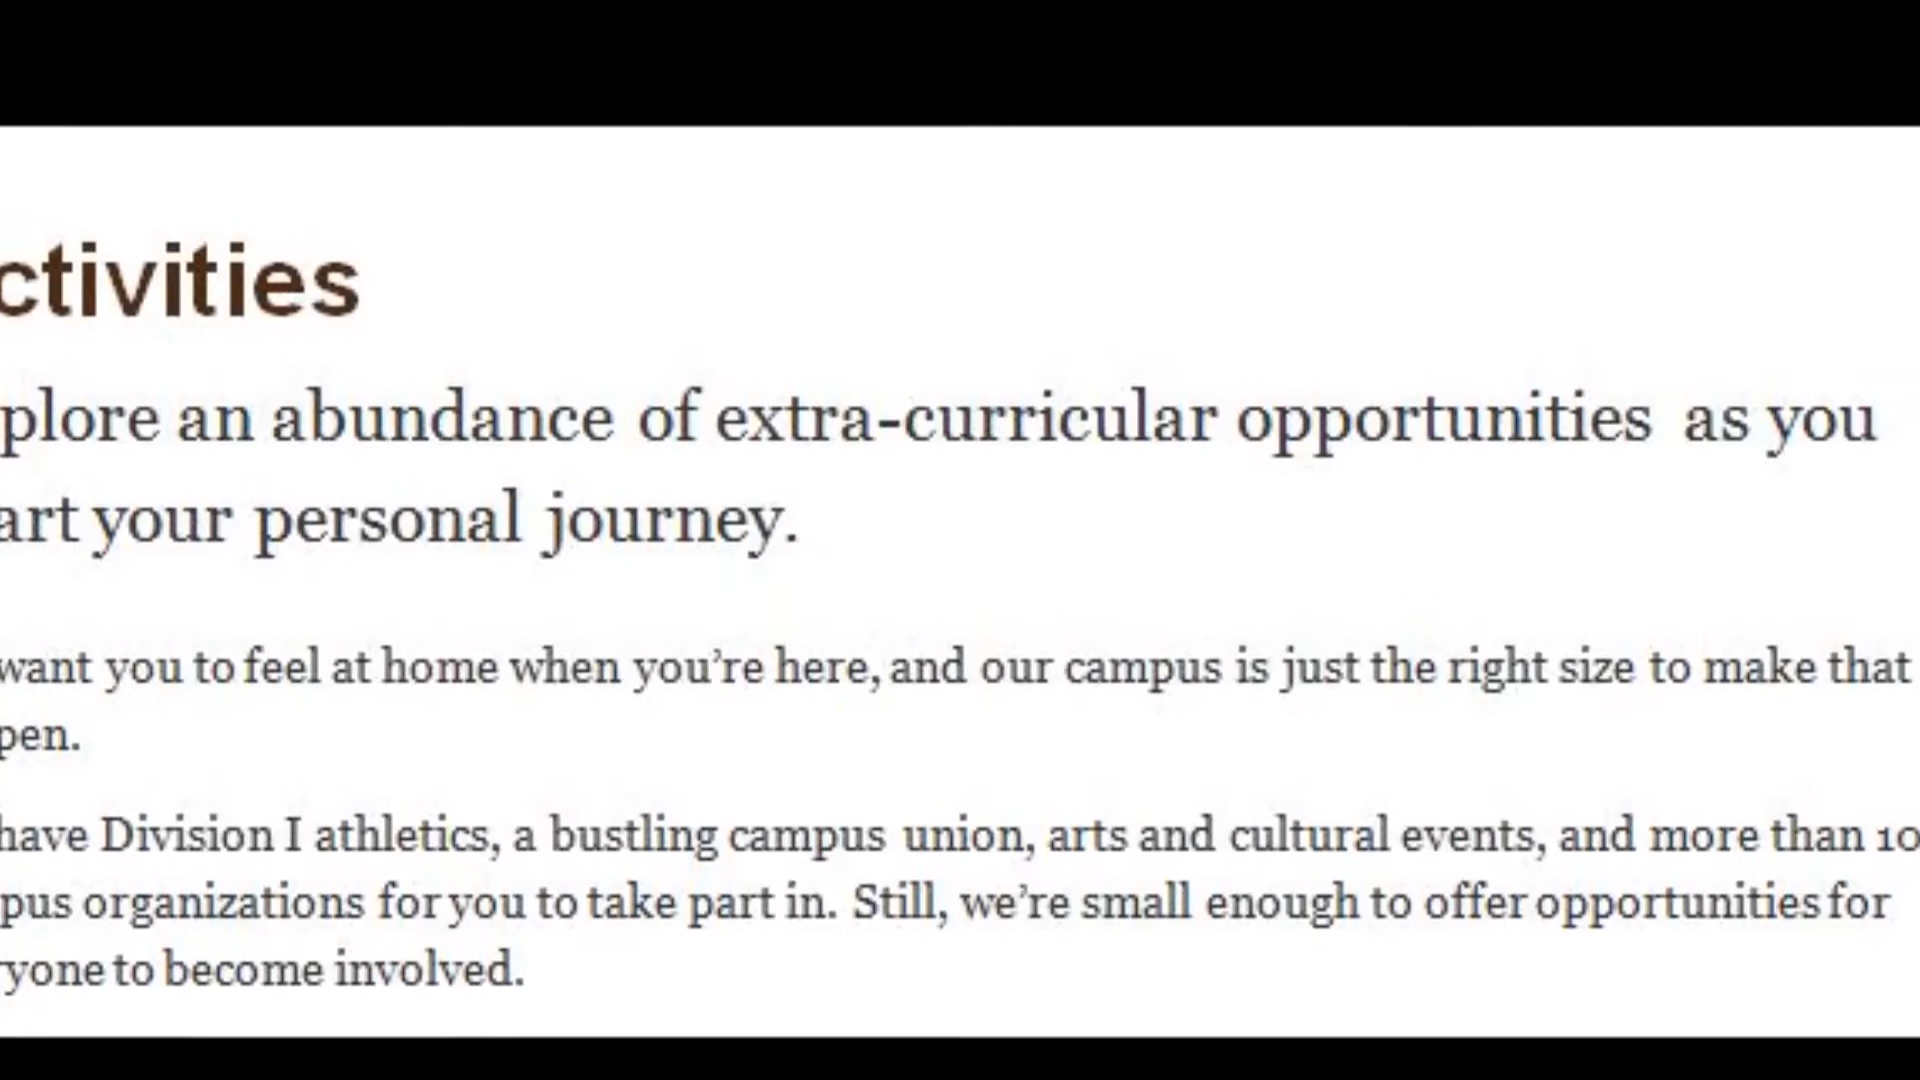 ctivities
plore an abundance of extra-curricular opportunities as you
art your personal journey.
want you to feel at home when you’re here, and our campus is just the right size to make that
pen.
have Division I athletics, a bustling campus union, arts and cultural events, and more than 10
pus organizations for you to take part in. Still, we’re small enough to offer opportunities for
yone to become involved.